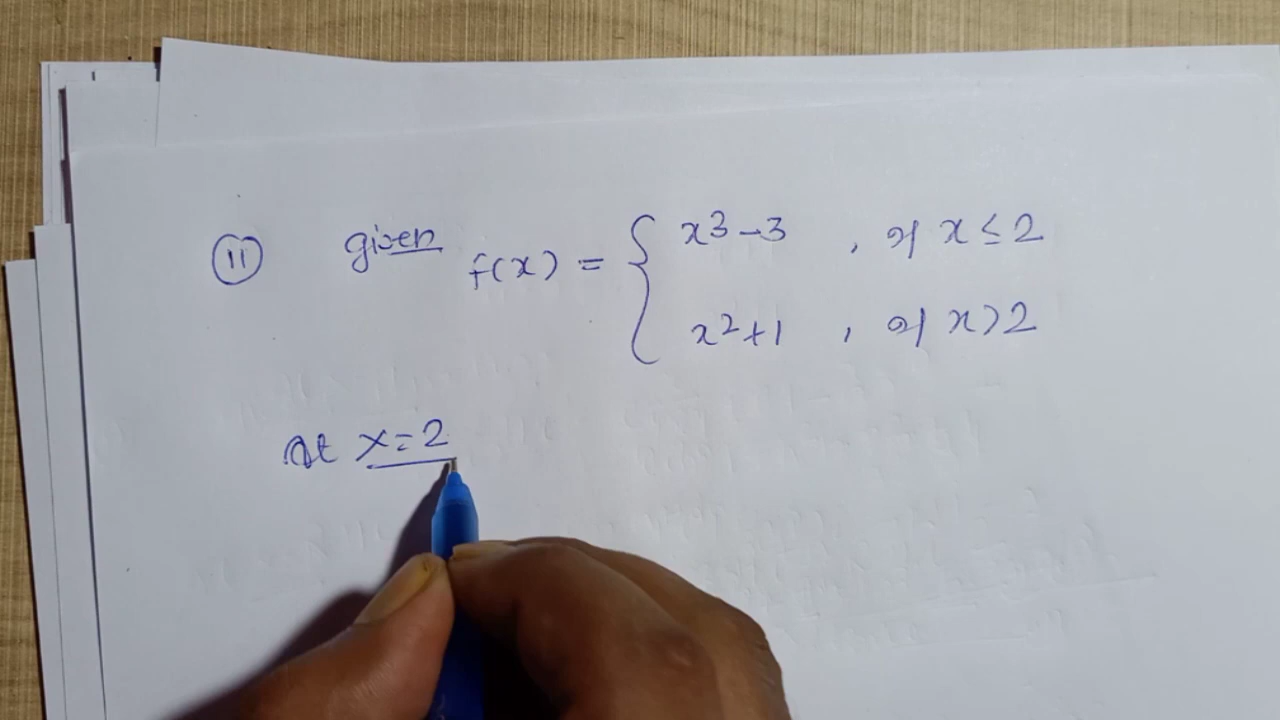 11 given f(x) = { x³-3 , if x ≤ 2
x²+1 , if x > 2
At x = 2